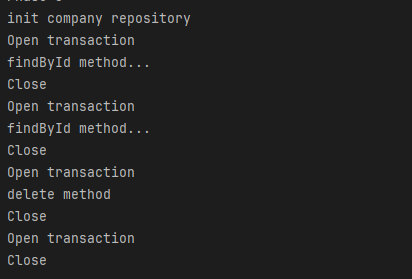 init company repository
Open transaction
findById method...
Close
Open transaction
findById method...
Close
Open transaction
delete method
Close
Open transaction
Close